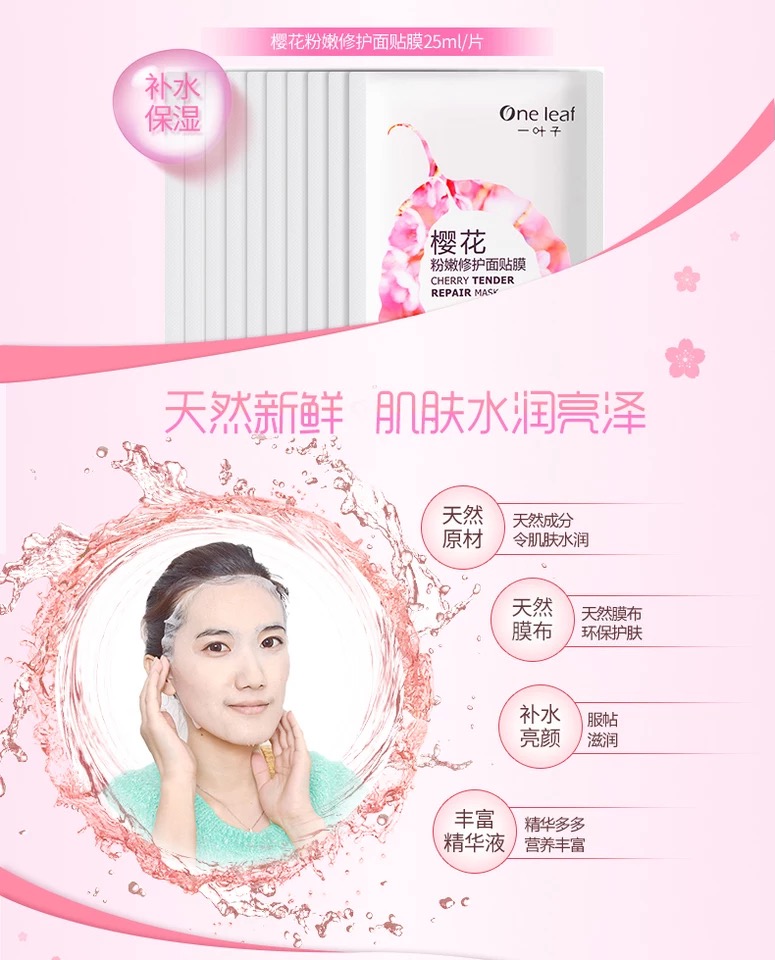 樱花粉嫩修护面贴膜25ml/片
补水
保湿
One leaf
一叶子
樱花
粉嫩修护面贴膜
CHERRY TENDER
REPAIR MASK
天然新鲜 肌肤水润亮泽
天然
原材
天然成分
令肌肤水润
天然
膜布
天然膜布
环保护肤
补水
亮颜
服帖
滋润
丰富
精华液
精华多多
营养丰富